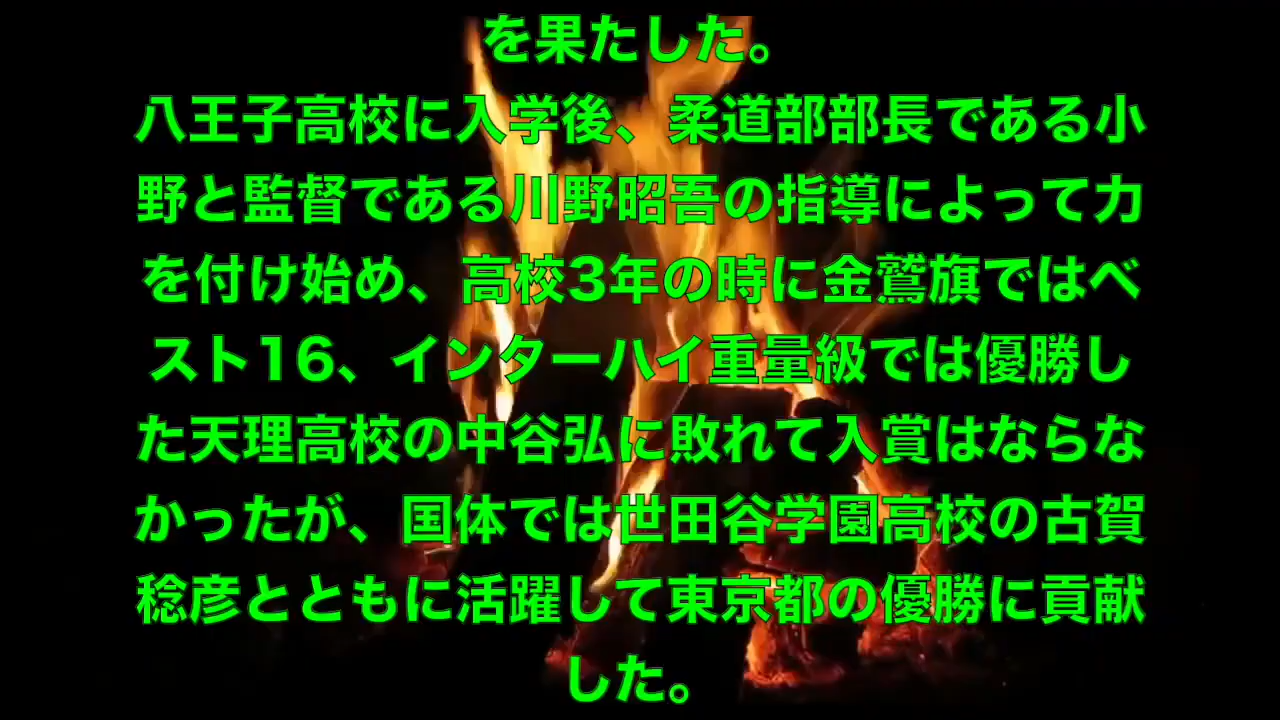 を果たした。
八王子高校に入学後、柔道部部長である小
野と監督である川野昭吾の指導によって力
を付け始め、高校3年の時に金鷲旗ではベ
スト16、インターハイ重量級では優勝し
た天理高校の中谷弘に敗れて入賞はならな
かったが、国体では世田谷学園高校の古賀
稔彦とともに活躍して東京都の優勝に貢献
した。